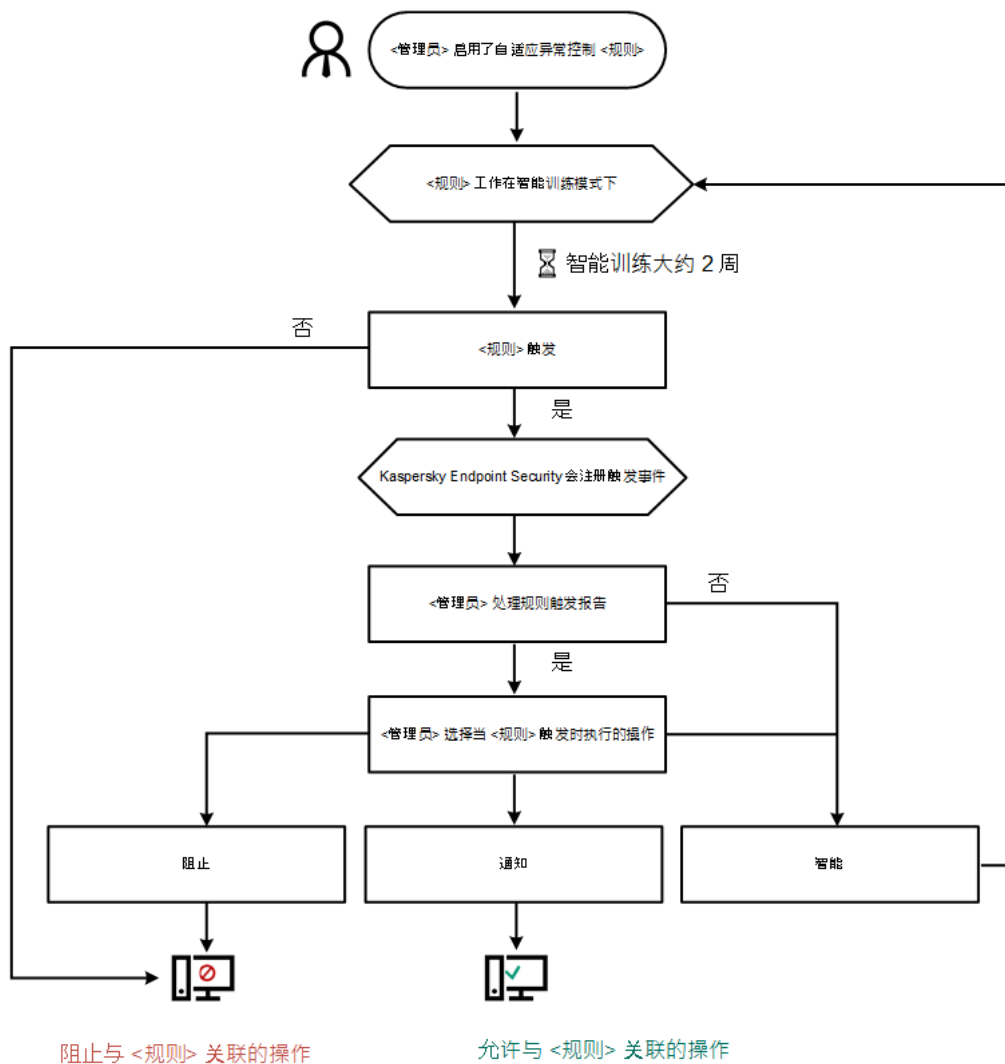 <管理员> 启用了自适应异常控制 <规则>
<规则> 工作在智能训练模式下
智能训练大约 2 周
否
<规则> 触发
是
Kaspersky Endpoint Security 会注册触发事件
否
<管理员> 处理规则触发报告
是
<管理员> 选择当 <规则> 触发时执行的操作
阻止
通知
智能
阻止与 <规则> 关联的操作
允许与 <规则> 关联的操作